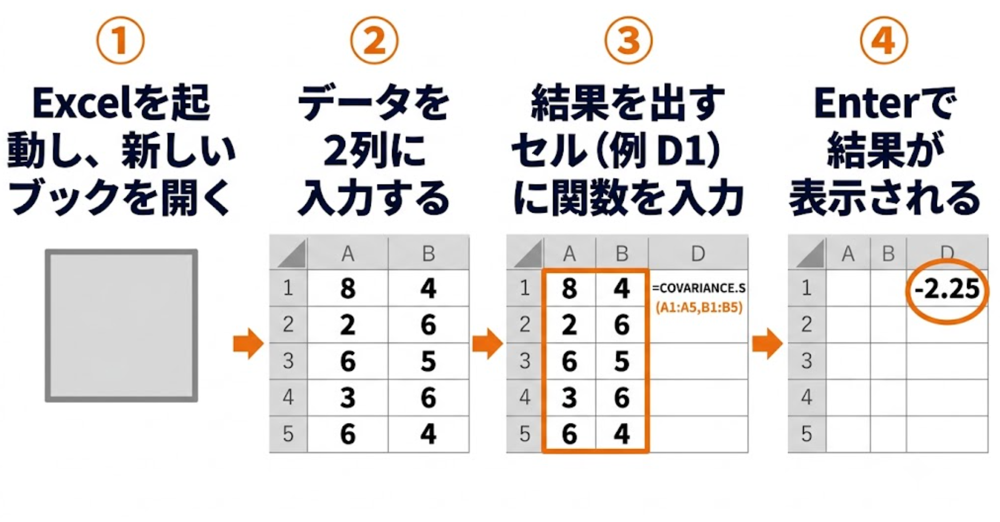 ①
Excelを起
動し、新しい
ブックを開く
②
データを
2列に
入力する
A B
1 8 4
2 2 6
3 6 5
4 3 6
5 6 4
③
結果を出す
セル（例 D1）
に関数を入力
A B D
1 8 4 =COVARIANCE.S
(A1:A5,B1:B5)
2 2 6
3 6 5
4 3 6
5 6 4
④
Enterで
結果が
表示される
A B D
1 -2.25
2
3
4
5